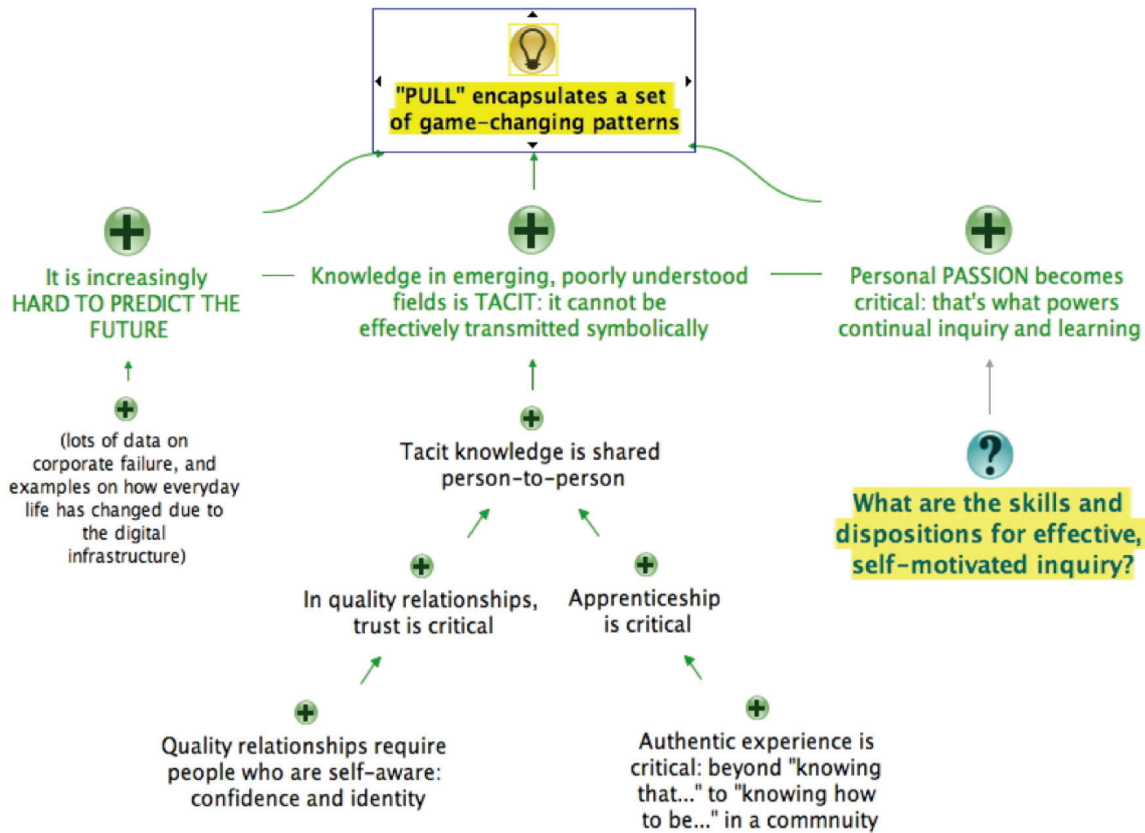 "PULL" encapsulates a set
of game-changing patterns
It is increasingly
HARD TO PREDICT THE
FUTURE
Knowledge in emerging, poorly understood
fields is TACIT: it cannot be
effectively transmitted symbolically
Personal PASSION becomes
critical: that's what powers
continual inquiry and learning
(lots of data on
corporate failure, and
examples on how everyday
life has changed due to
the digital
infrastructure)
Tacit knowledge is shared
person-to-person
What are the skills and
dispositions for effective,
self-motivated inquiry?
In quality relationships,
trust is critical
Apprenticeship
is critical
Quality relationships require
people who are self-aware:
confidence and identity
Authentic experience is
critical: beyond "knowing
that..." to "knowing how
to be..." in a commnuity